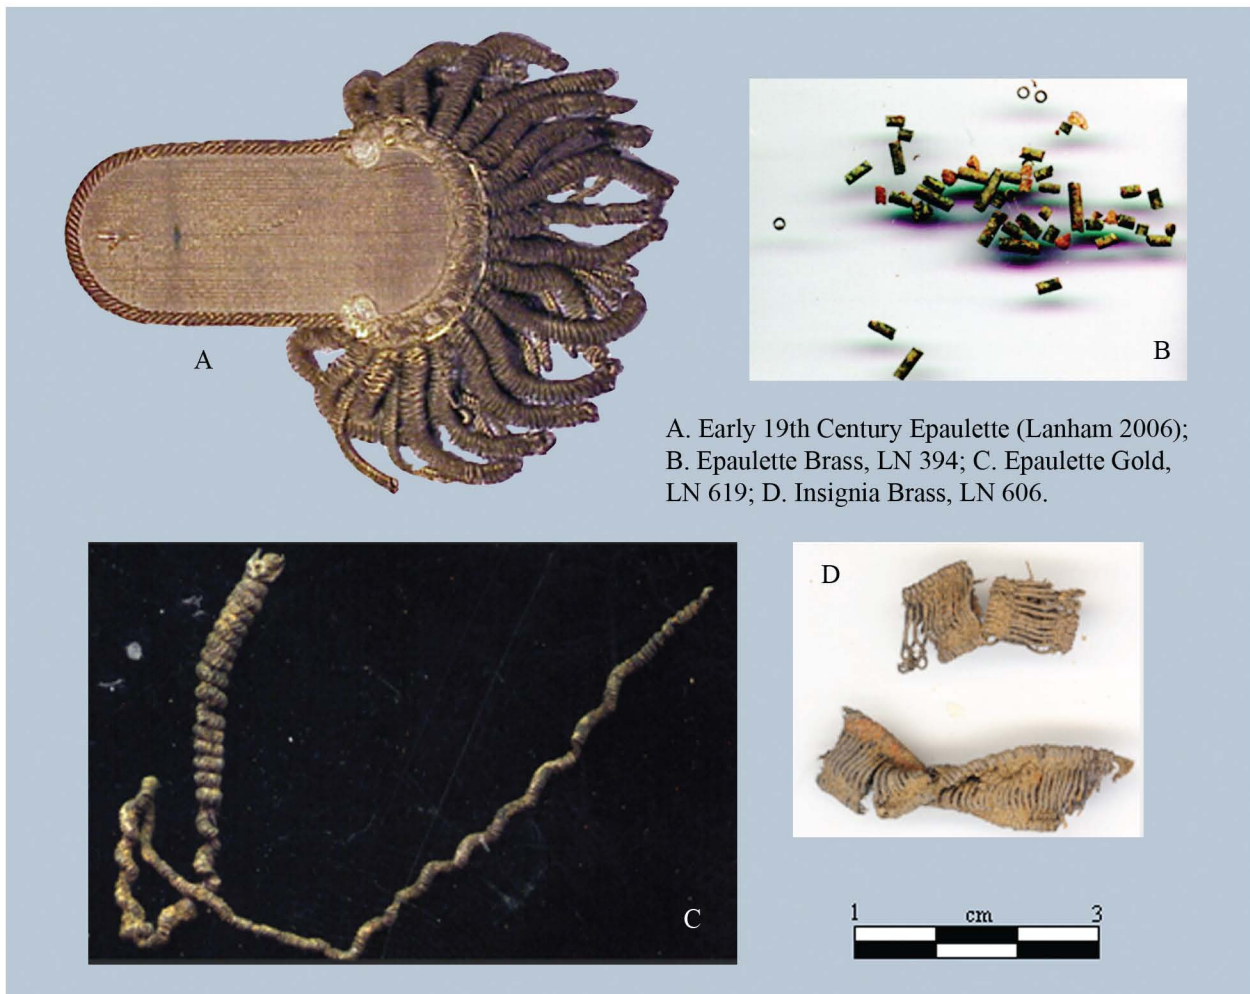 A
B
A. Early 19th Century Epaulette (Lanham 2006);
B. Epaulette Brass, LN 394; C. Epaulette Gold,
LN 619; D. Insignia Brass, LN 606.
D
C
1 cm 3